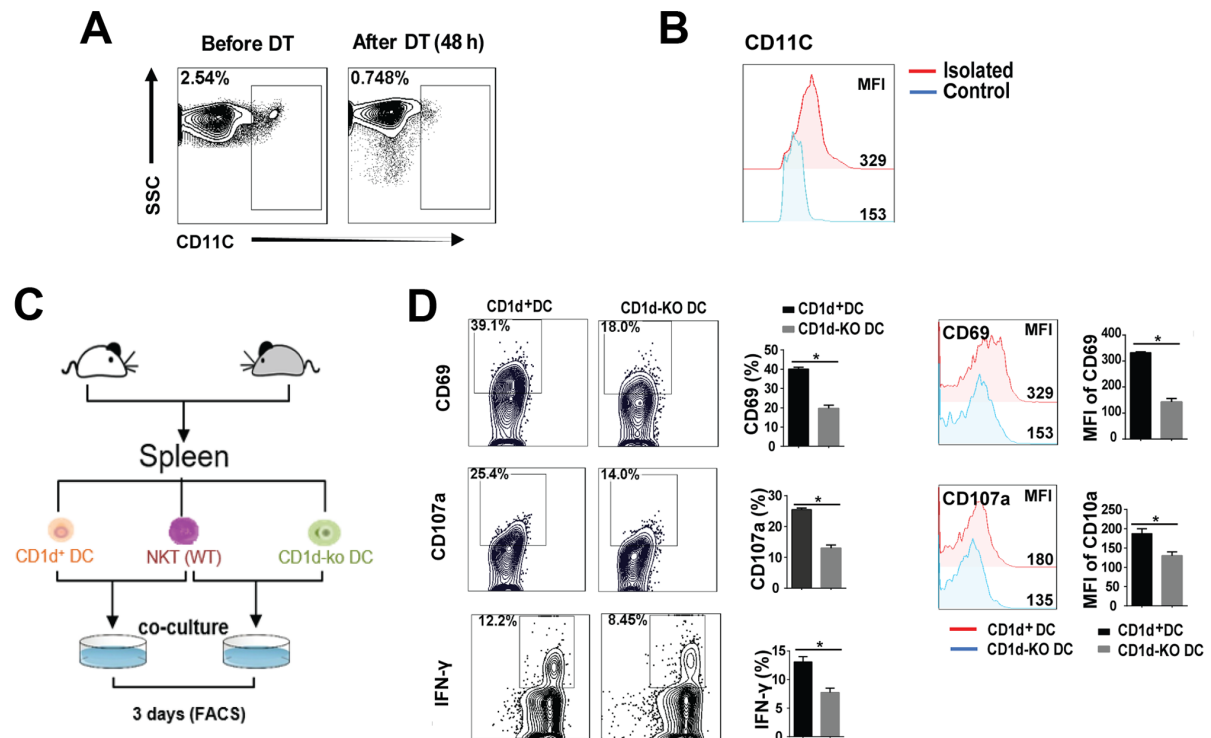 A
Before DT
After DT (48 h)
2.54%
0.748%
SSC
CD11C
B
CD11C
MFI
329
153
Isolated
Control
C
Spleen
CD1d+ DC
NKT (WT)
CD1d-ko DC
co-culture
3 days (FACS)
D
CD1d+DC
CD1d-KO DC
CD69
39.1%
18.0%
CD1d+DC
CD1d-KO DC
CD69 (%)
50
40
30
20
10
0
*
CD69
MFI
329
153
MFI of CD69
400
300
200
100
0
*
CD107a
25.4%
14.0%
CD107a (%)
30
20
10
0
*
CD107a
MFI
180
135
MFI of CD10a
250
200
150
100
50
0
*
CD1d+ DC
CD1d-KO DC
CD1d+DC
CD1d-KO DC
IFN-γ
12.2%
8.45%
IFN-γ (%)
15
10
5
0
*